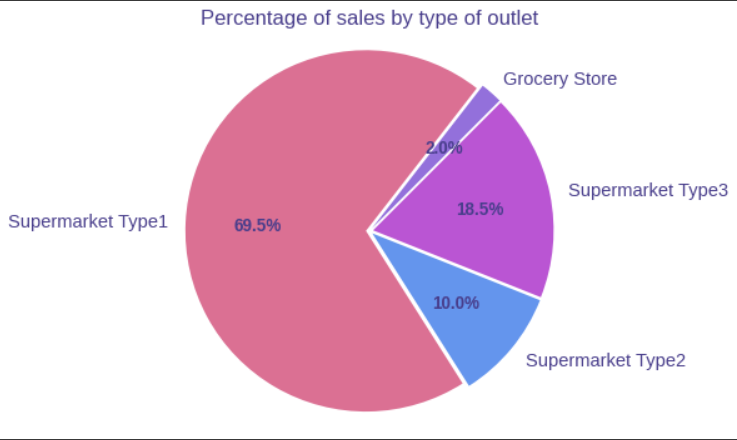 Percentage of sales by type of outlet
Grocery Store
2.0%
Supermarket Type3
18.5%
Supermarket Type1
69.5%
10.0%
Supermarket Type2